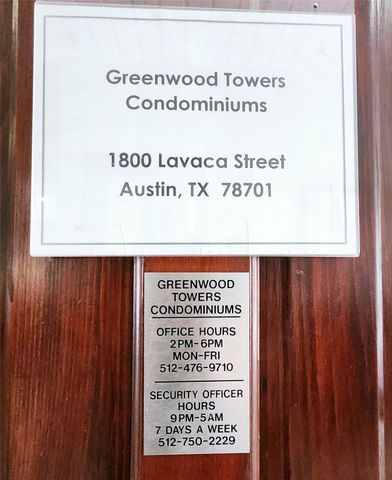 Greenwood Towers
Condominiums
1800 Lavaca Street
Austin, TX 78701
GREENWOOD
TOWERS
CONDOMINIUMS
OFFICE HOURS
2PM-6PM
MON-FRI
512-476-9710
SECURITY OFFICER
HOURS
9PM-5AM
7 DAYS A WEEK
512-750-2229